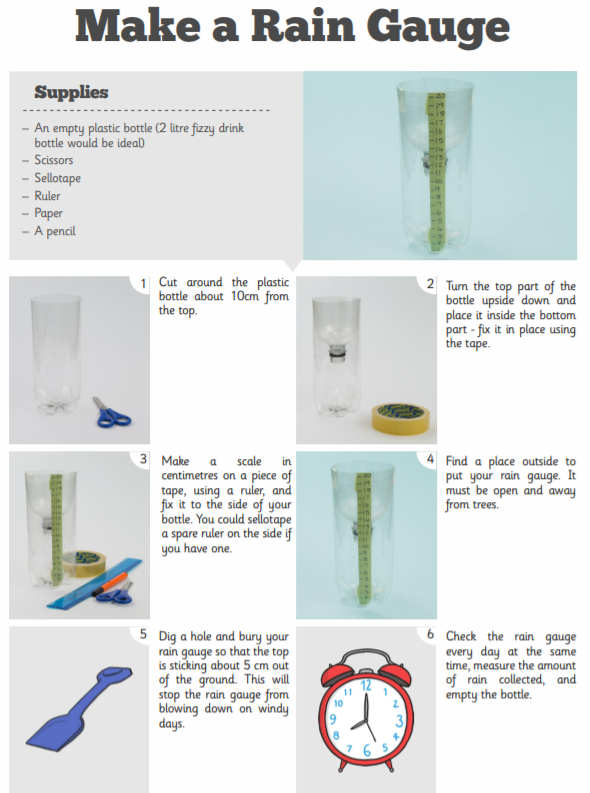 Make a Rain Gauge
Supplies
– An empty plastic bottle (2 litre fizzy drink
bottle would be ideal)
– Scissors
– Sellotape
– Ruler
– Paper
– A pencil
1
Cut around the plastic
bottle about 10cm from
the top.
2
Turn the top part of the
bottle upside down and
place it inside the bottom
part - fix it in place using
the tape.
3
Make a scale in
centimetres on a piece of
tape, using a ruler, and
fix it to the side of your
bottle. You could sellotape
a spare ruler on the side if
you have one.
4
Find a place outside to
put your rain gauge. It
must be open and away
from trees.
5
Dig a hole and bury your
rain gauge so that the top
is sticking about 5 cm out
of the ground. This will
stop the rain gauge from
blowing down on windy
days.
6
Check the rain gauge
every day at the same
time, measure the amount
of rain collected, and
empty the bottle.
12
11 1
10 2
9 3
8 4
7 5
6